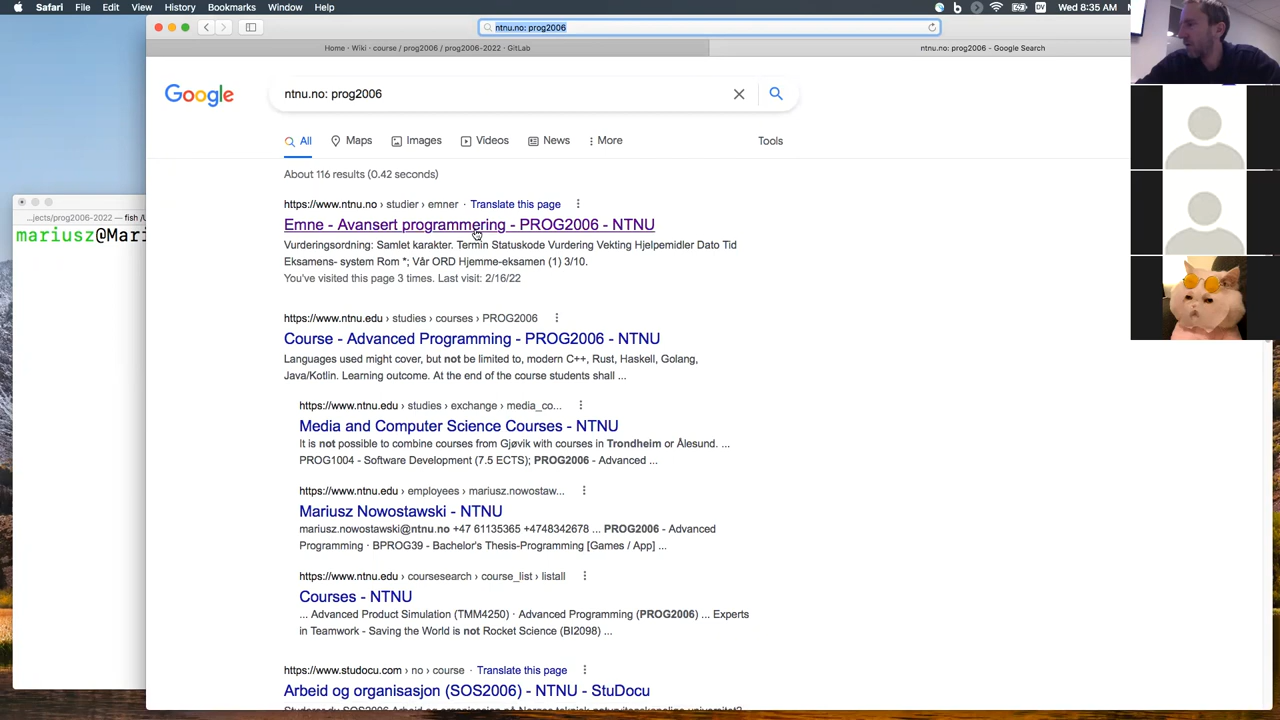 Safari File Edit View History Bookmarks Develop Window Help
Wed 8:35 AM
ntnu.no: prog2006
Home · Wiki · course / prog2006 / prog2006-2022 · GitLab
ntnu.no: prog2006 - Google Search
Google
ntnu.no: prog2006
All Maps Images Videos News More Tools
About 116 results (0.42 seconds)
https://www.ntnu.no › studier › emner · Translate this page
Emne - Avansert programmering - PROG2006 - NTNU
Vurderingsordning: Samlet karakter. Termin Statuskode Vurdering Vekting Hjelpemidler Dato Tid
Eksamens- system Rom *; Vår ORD Hjemme-eksamen (1) 3/10.
You've visited this page 3 times. Last visit: 2/16/22
https://www.ntnu.edu › studies › courses › PROG2006
Course - Advanced Programming - PROG2006 - NTNU
Languages used might cover, but not be limited to, modern C++, Rust, Haskell, Golang,
Java/Kotlin. Learning outcome. At the end of the course students shall ...
https://www.ntnu.edu › studies › exchange › media_co...
Media and Computer Science Courses - NTNU
It is not possible to combine courses from Gjøvik with courses in Trondheim or Ålesund. ...
PROG1004 - Software Development (7.5 ECTS); PROG2006 - Advanced ...
https://www.ntnu.edu › employees › mariusz.nowostaw...
Mariusz Nowostawski - NTNU
mariusz.nowostawski@ntnu.no +47 61135365 +4748342678 ... PROG2006 - Advanced
Programming · BPROG39 - Bachelor's Thesis-Programming [Games / App] ...
https://www.ntnu.edu › coursesearch › course_list › listall
Courses - NTNU
... Advanced Product Simulation (TMM4250) · Advanced Programming (PROG2006) ... Experts
in Teamwork - Saving the World is not Rocket Science (BI2098) ...
https://www.studocu.com › no › course · Translate this page
Arbeid og organisasjon (SOS2006) - NTNU - StuDocu
...jects/prog2006-2022 — fish /U
mariusz@Mari